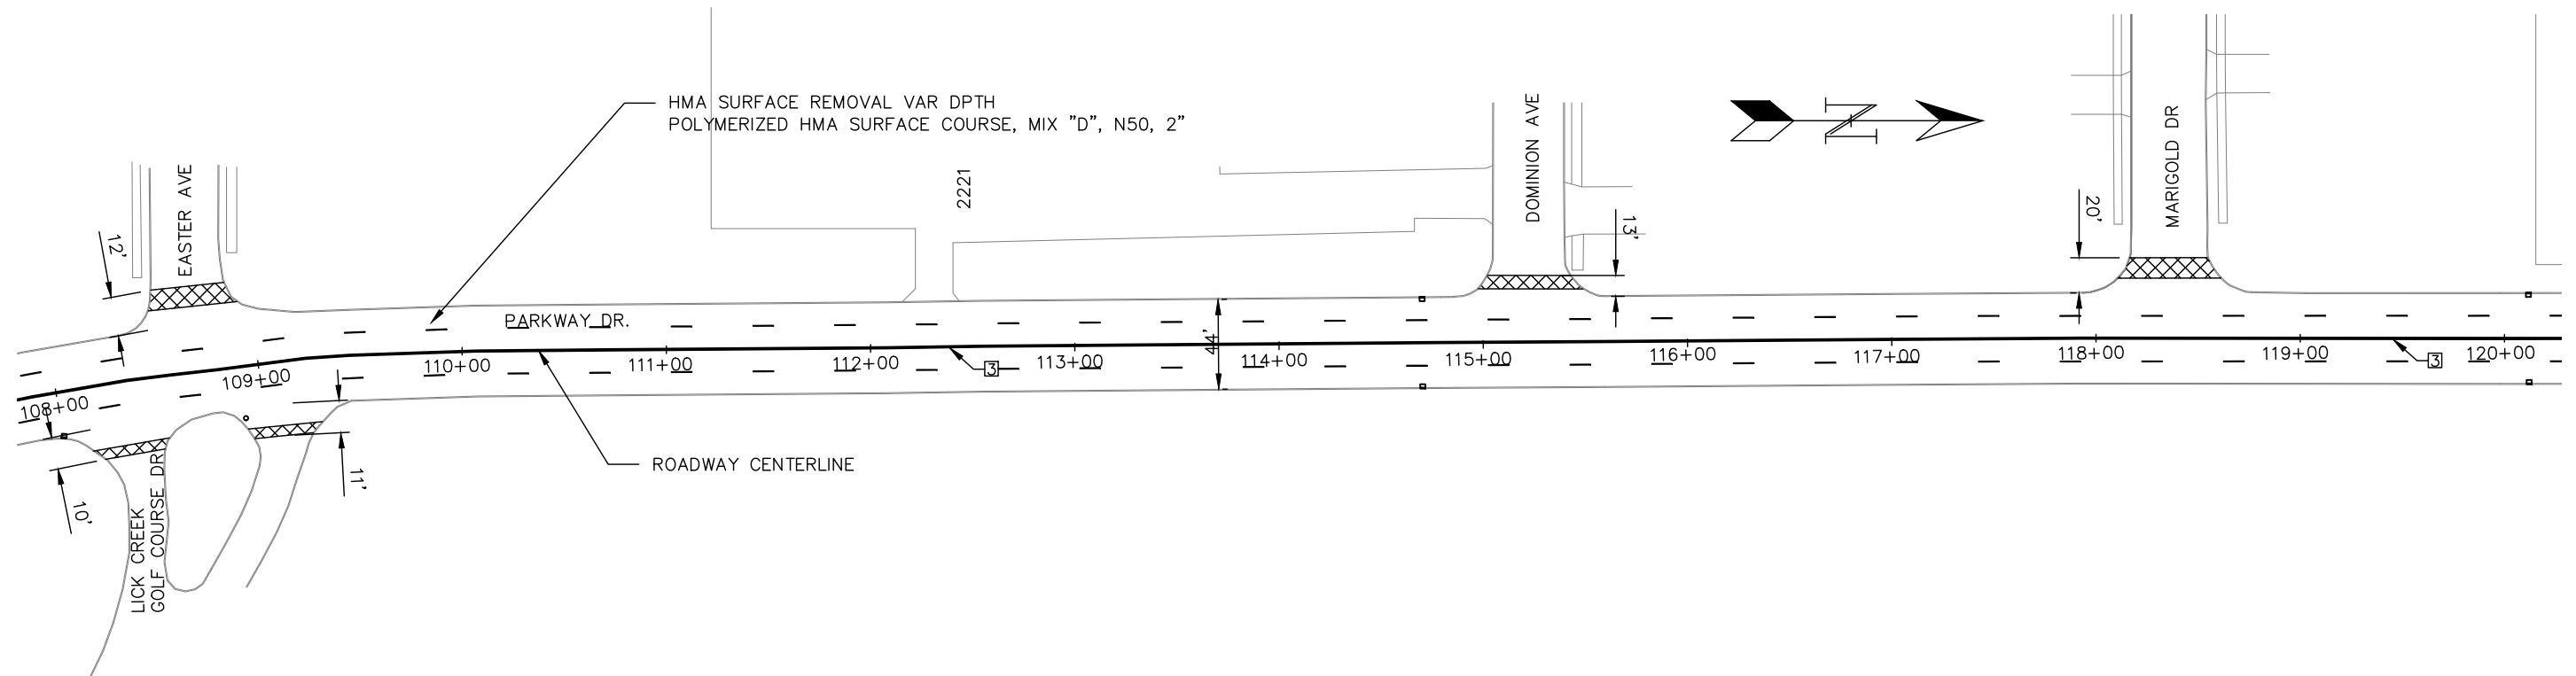 HMA SURFACE REMOVAL VAR DPTH
POLYMERIZED HMA SURFACE COURSE, MIX "D", N50, 2"
EASTER AVE
12'
2221
DOMINION AVE
13'
N
20'
MARIGOLD DR
PARKWAY DR.
44'
108+00
109+00
110+00
111+00
112+00
113+00
114+00
115+00
116+00
117+00
118+00
119+00
120+00
3
3
ROADWAY CENTERLINE
10'
11'
LICK CREEK
GOLF COURSE DR